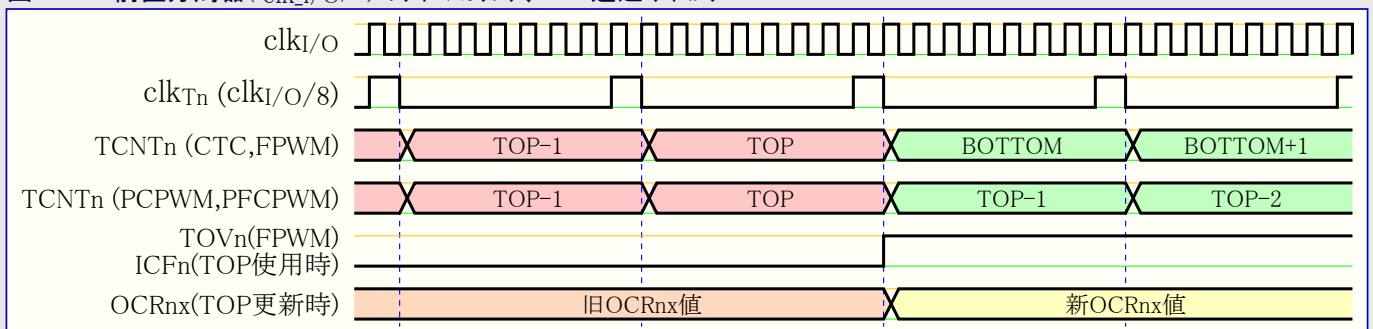 clkI/O
clkTn (clkI/O/8)
TCNTn (CTC,FPWM) TOP-1 TOP BOTTOM BOTTOM+1
TCNTn (PCPWM,PFCPWM) TOP-1 TOP TOP-1 TOP-2
TOVn(FPWM)
ICFn(TOP使用時)
OCRnx(TOP更新時) 旧OCRnx値 新OCRnx値